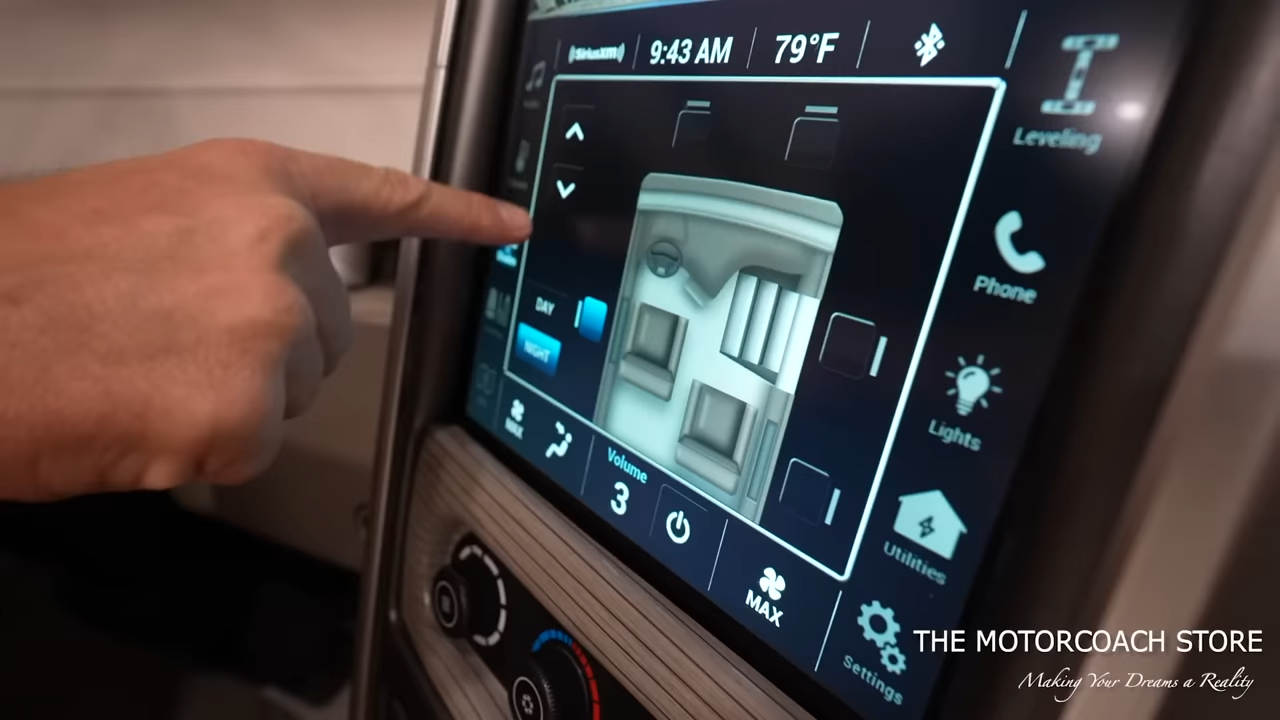 SiriusXM
9:43 AM
79°F
Leveling
Phone
DAY
NIGHT
Lights
MAX
Volume
3
Utilities
MAX
Settings
THE MOTORCOACH STORE
Making Your Dreams a Reality